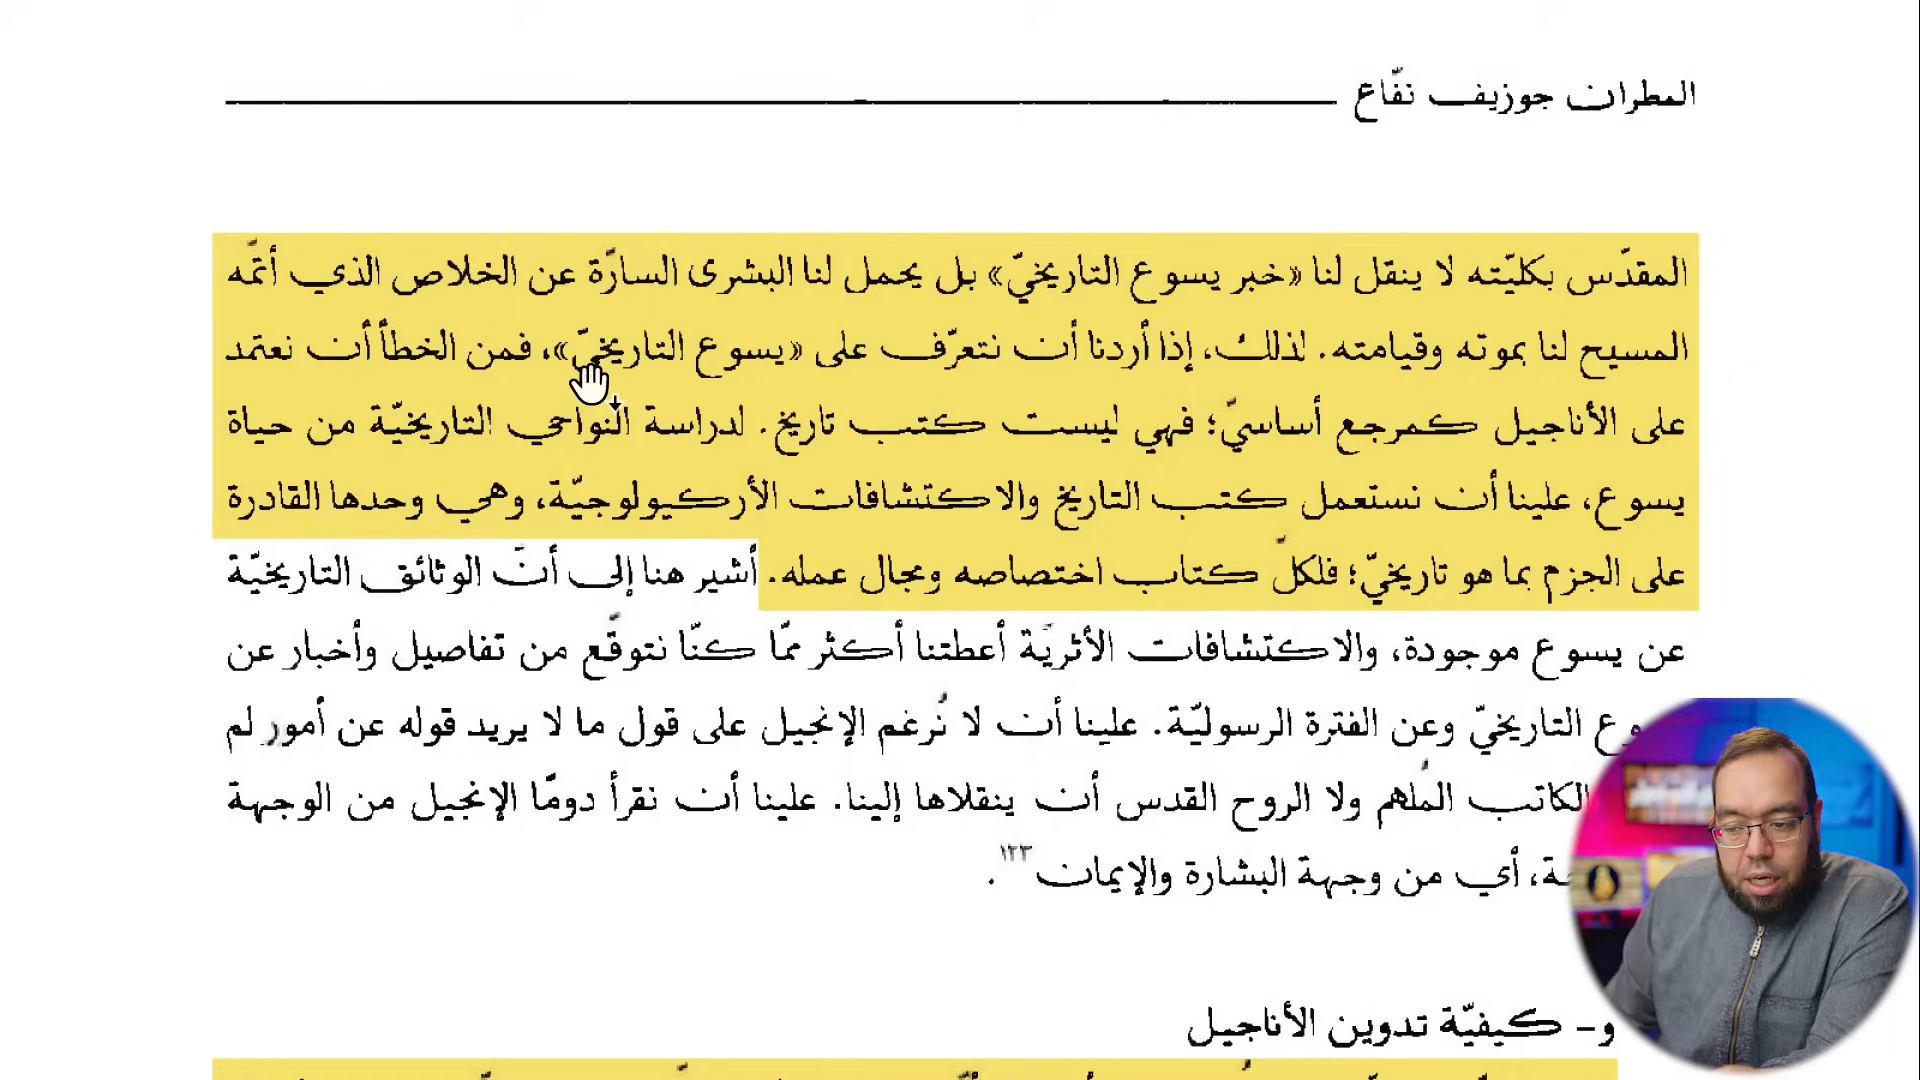 المطران جوزيف نفّاع
المقدّس بكليّته لا ينقل لنا «خبر يسوع التاريخيّ» بل يحمل لنا البشرى السارّة عن الخلاص الذي أتمّه
المسيح لنا بموته وقيامته. لذلك، إذا أردنا أن نتعرّف على «يسوع التاريخيّ»، فمن الخطأ أن نعتمد
على الأناجيل كمرجع أساسيّ؛ فهي ليست كتب تاريخ. لدراسة النواحي التاريخيّة من حياة
يسوع، علينا أن نستعمل كتب التاريخ والاكتشافات الأركيولوجيّة، وهي وحدها القادرة
على الجزم بما هو تاريخيّ؛ فلكلّ كتاب اختصاصه ومجال عمله. أشير هنا إلى أنّ الوثائق التاريخيّة
عن يسوع موجودة، والاكتشافات الأثريّة أعطتنا أكثر ممّا كنّا نتوقّع من تفاصيل وأخبار عن
التاريخيّ وعن الفترة الرسوليّة. علينا أن لا نُرغم الإنجيل على قول ما لا يريد قوله عن أمور لم
الكاتب المُلهم ولا الروح القدس أن ينقلاها إلينا. علينا أن نقرأ دومًا الإنجيل من الوجهة
أي من وجهة البشارة والإيمان١٢٣.
و- كيفيّة تدوين الأناجيل